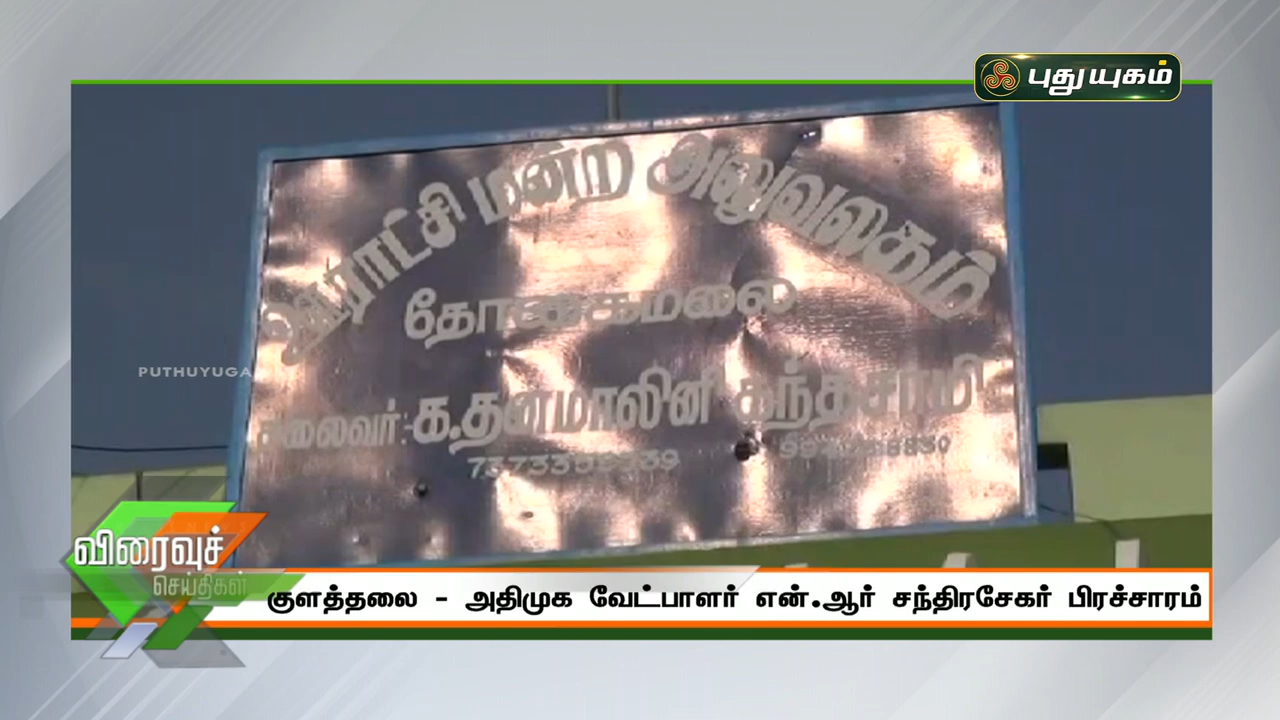 புதுயுகம்
ஊராட்சி மன்ற அலுவலகம்
தோகைமலை
தலைவர்:- க.தனமாலினி கந்தசாமி
PUTHUYUGA
விரைவுச்
செய்திகள்
குளத்தலை - அதிமுக வேட்பாளர் என்.ஆர் சந்திரசேகர் பிரச்சாரம்